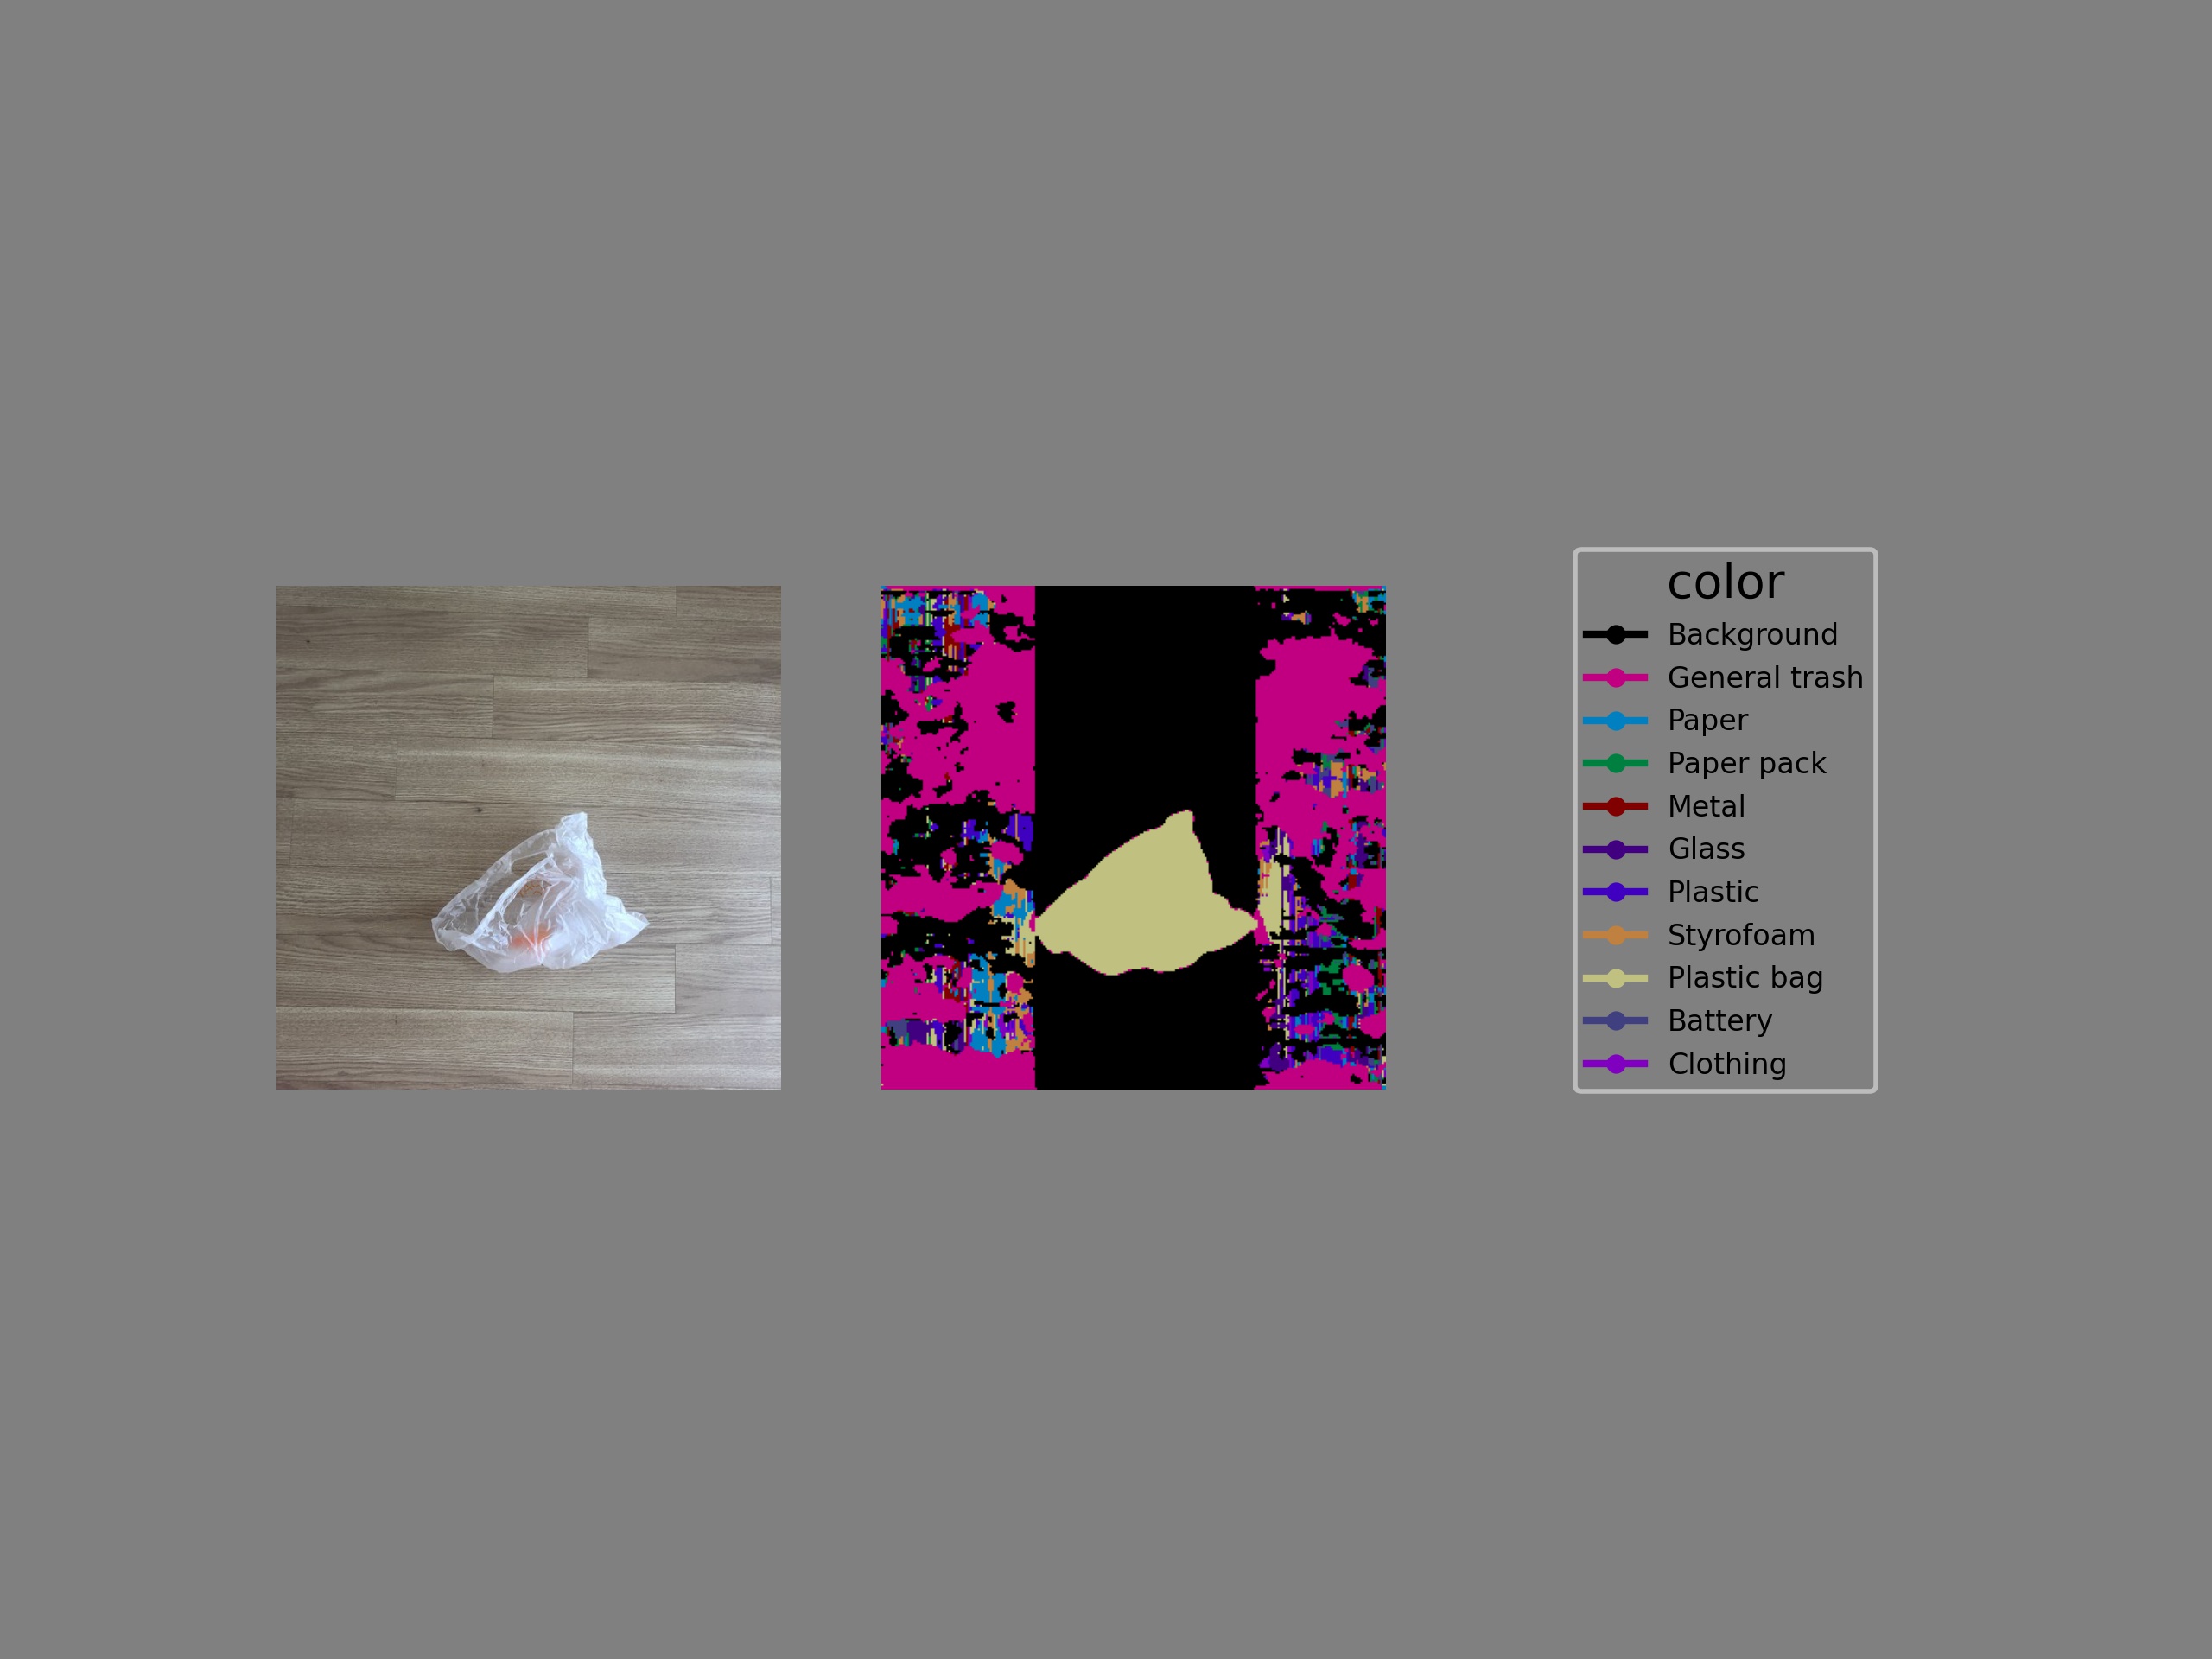 color
Background
General trash
Paper
Paper pack
Metal
Glass
Plastic
Styrofoam
Plastic bag
Battery
Clothing